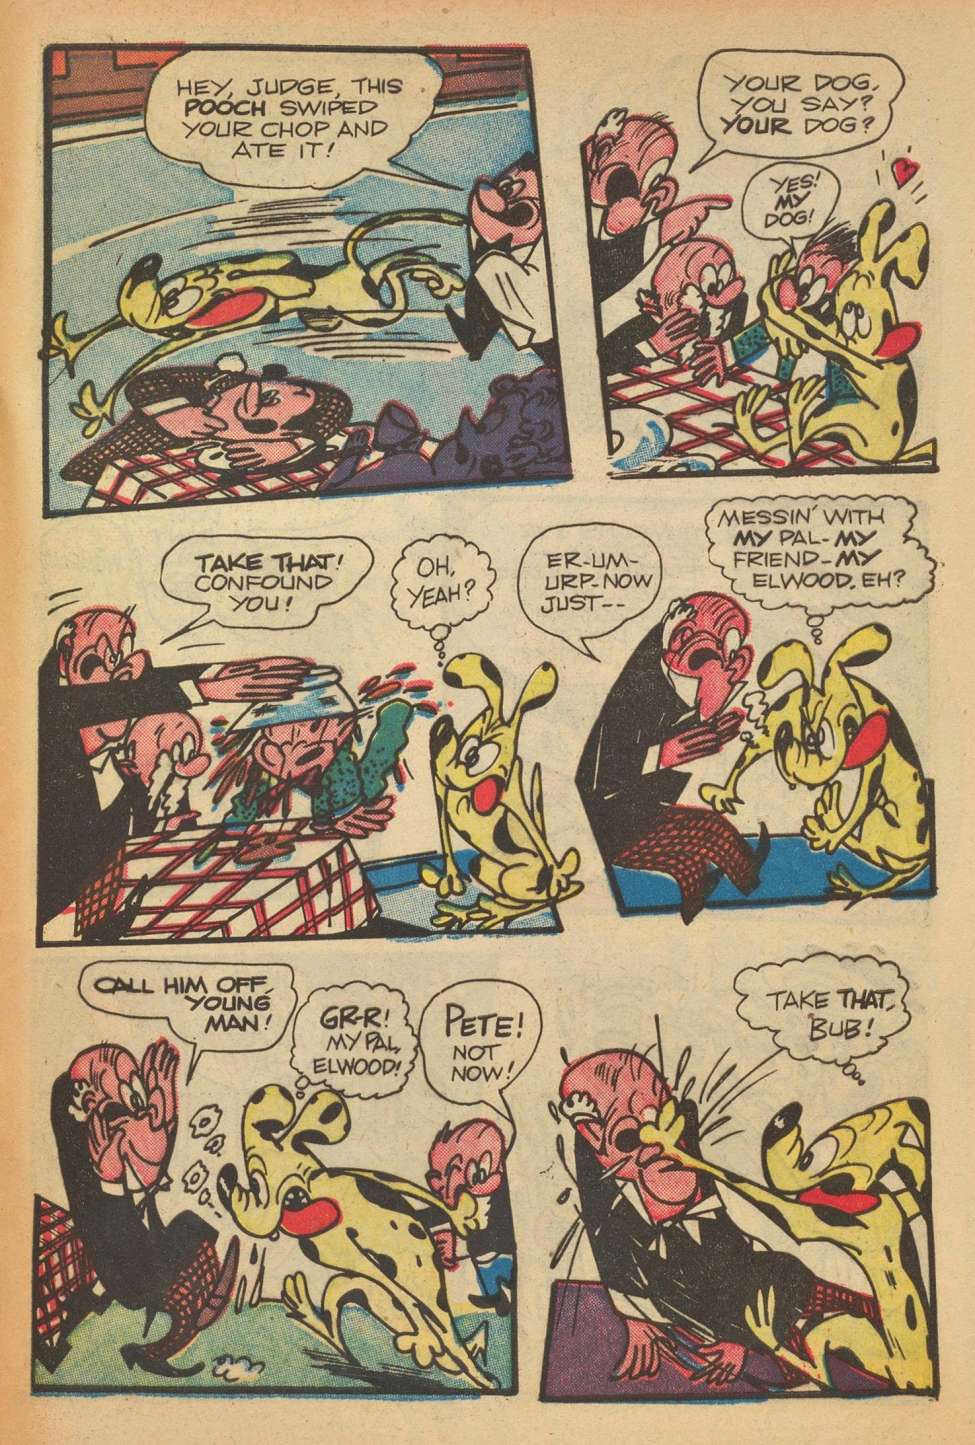 HEY, JUDGE, THIS
POOCH SWIPED
YOUR CHOP AND
ATE IT!
YOUR DOG,
YOU SAY?
YOUR DOG?
YES!
MY
DOG!
TAKE THAT!
CONFOUND
YOU!
OH,
YEAH?
ER-UM-
URP-NOW
JUST--
MESSIN' WITH
MY PAL-MY
FRIEND-MY
ELWOOD, EH?
CALL HIM OFF,
YOUNG
MAN!
GR-R!
MY PAL,
ELWOOD!
PETE!
NOT
NOW!
TAKE THAT,
BUB!